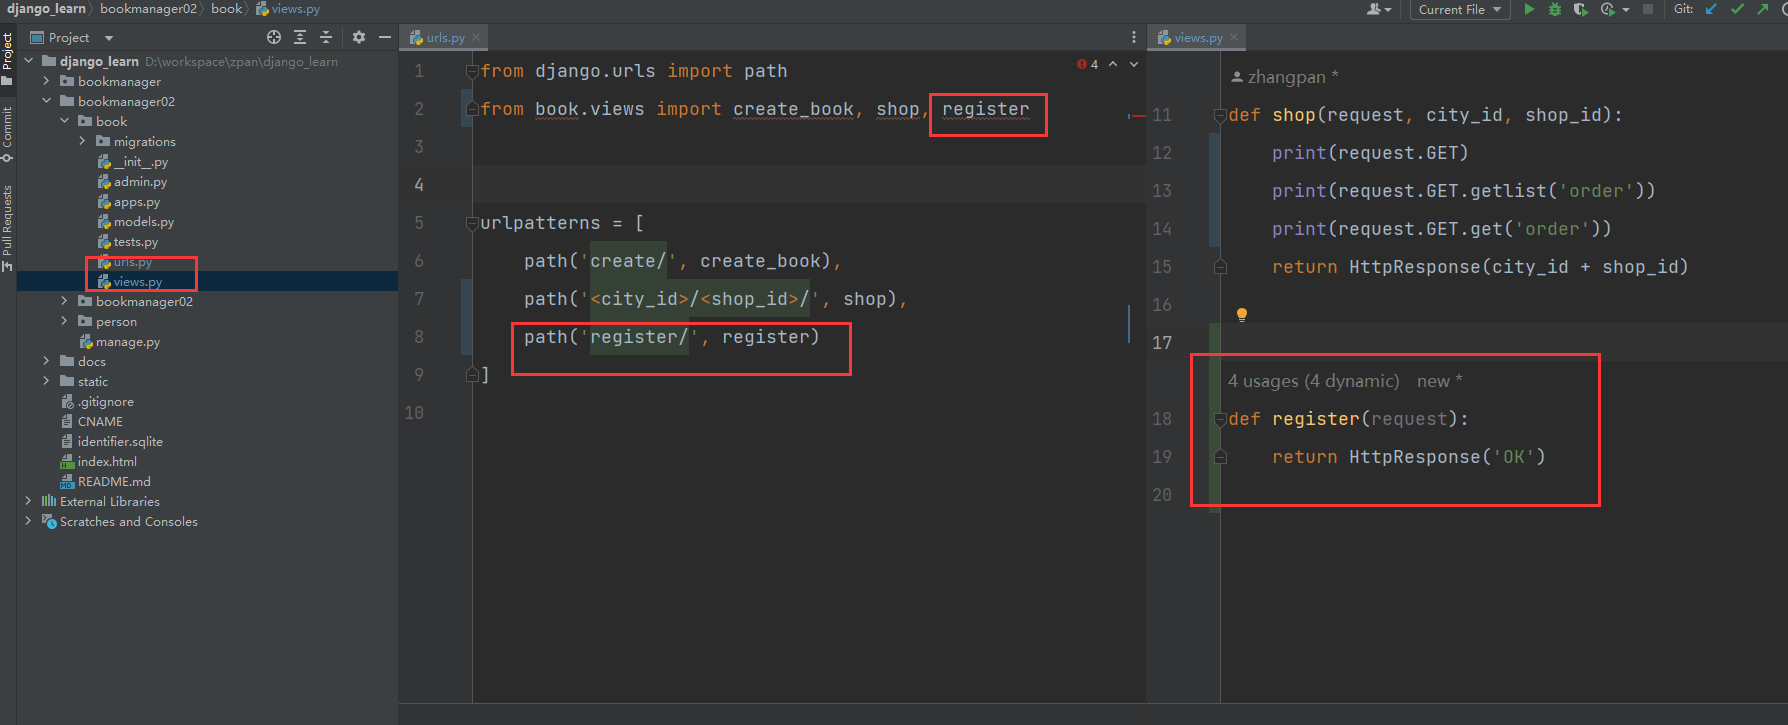 django_learn
bookmanager02
book
views.py
Current File
Git:
Project
Commit
Pull Requests
Project
django_learn D:\workspace\zpan\django_learn
bookmanager
bookmanager02
book
migrations
__init__.py
admin.py
apps.py
models.py
tests.py
urls.py
views.py
bookmanager02
person
manage.py
docs
static
.gitignore
CNAME
identifier.sqlite
index.html
README.md
External Libraries
Scratches and Consoles
urls.py
4
1 from django.urls import path
2 from book.views import create_book, shop, register
3
4
5 urlpatterns = [
6 path('create/', create_book),
7 path('<city_id>/<shop_id>/', shop),
8 path('register/', register)
9 ]
10
views.py
zhangpan *
11 def shop(request, city_id, shop_id):
12 print(request.GET)
13 print(request.GET.getlist('order'))
14 print(request.GET.get('order'))
15 return HttpResponse(city_id + shop_id)
16
17
4 usages (4 dynamic) new *
18 def register(request):
19 return HttpResponse('OK')
20